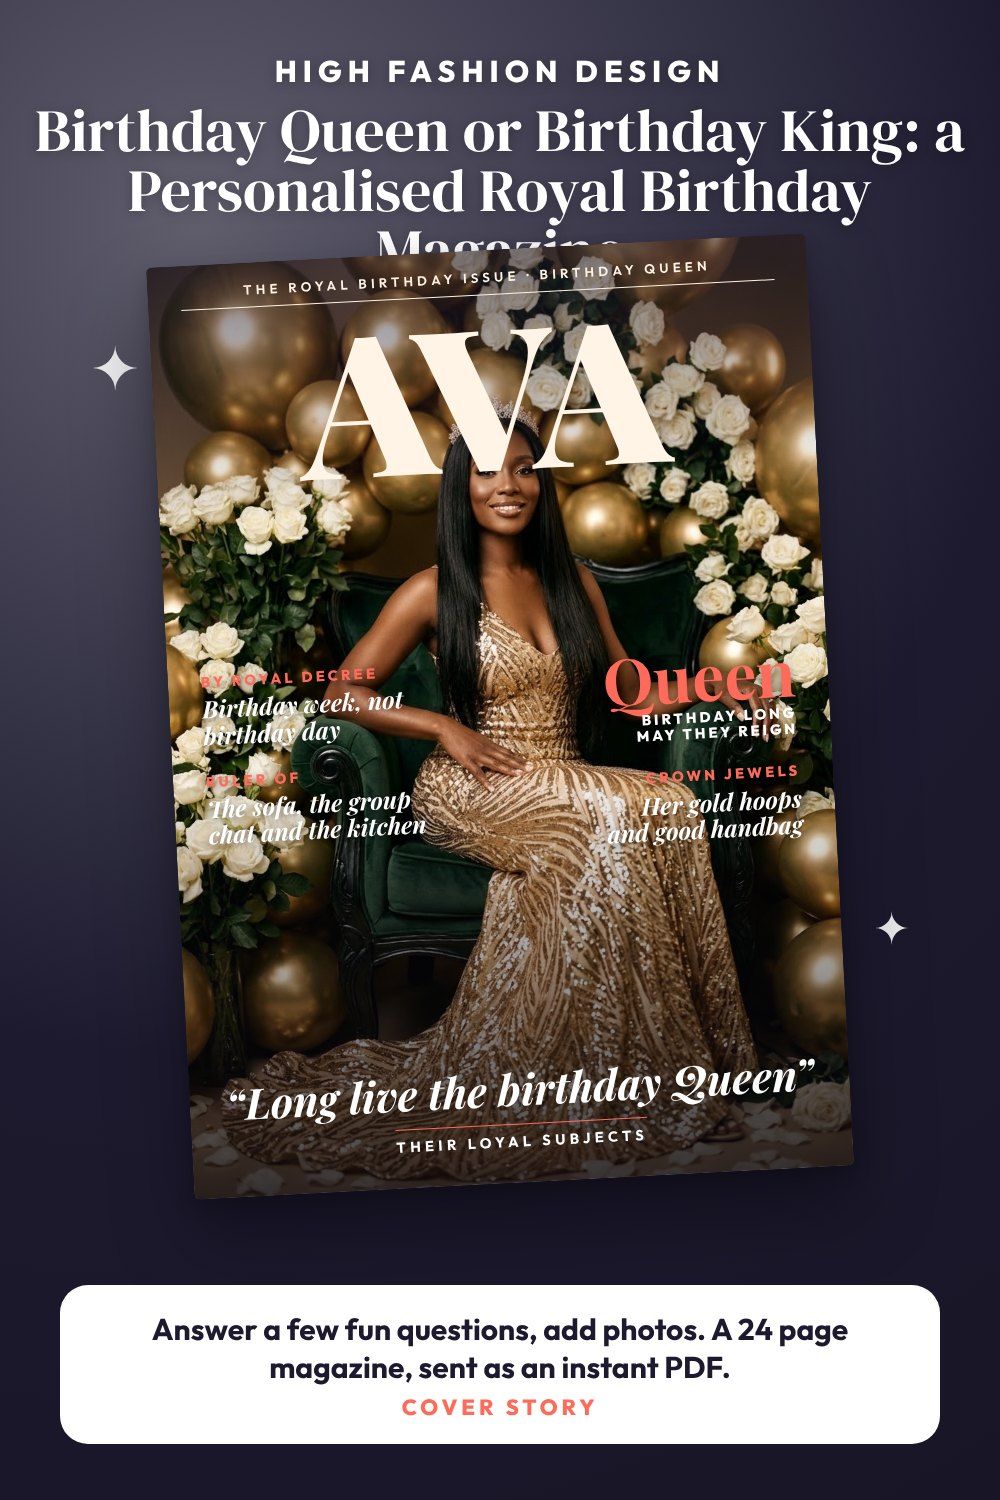 HIGH FASHION DESIGN
Birthday Queen or Birthday King: a
Personalised Royal Birthday
Magazine
THE ROYAL BIRTHDAY ISSUE · BIRTHDAY QUEEN
AVA
BY ROYAL DECREE
Birthday week, not
birthday day
RULER OF
The sofa, the group
chat and the kitchen
Queen
BIRTHDAY LONG
MAY THEY REIGN
CROWN JEWELS
Her gold hoops
and good handbag
“Long live the birthday Queen”
THEIR LOYAL SUBJECTS
Answer a few fun questions, add photos. A 24 page
magazine, sent as an instant PDF.
COVER STORY